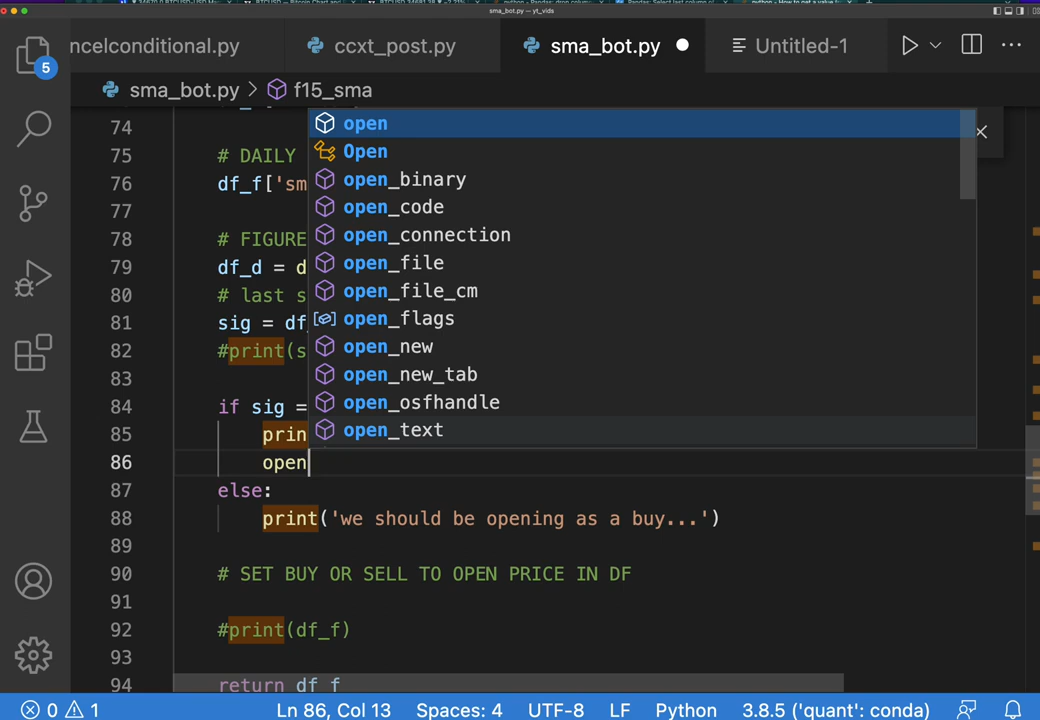 sma_bot.py — yt_vids
ncelconditional.py
ccxt_post.py
sma_bot.py
Untitled-1
5
sma_bot.py > f15_sma
74
75 # DAILY
76 df_f['sm
77
78 # FIGURE
79 df_d = d
80 # last s
81 sig = df
82 #print(s
83
84 if sig =
85 prin
86 open
open
Open
open_binary
open_code
open_connection
open_file
open_file_cm
open_flags
open_new
open_new_tab
open_osfhandle
open_text
87 else:
88 print('we should be opening as a buy...')
89
90 # SET BUY OR SELL TO OPEN PRICE IN DF
91
92 #print(df_f)
93
94 return df_f
0 1 Ln 86, Col 13 Spaces: 4 UTF-8 LF Python 3.8.5 ('quant': conda)